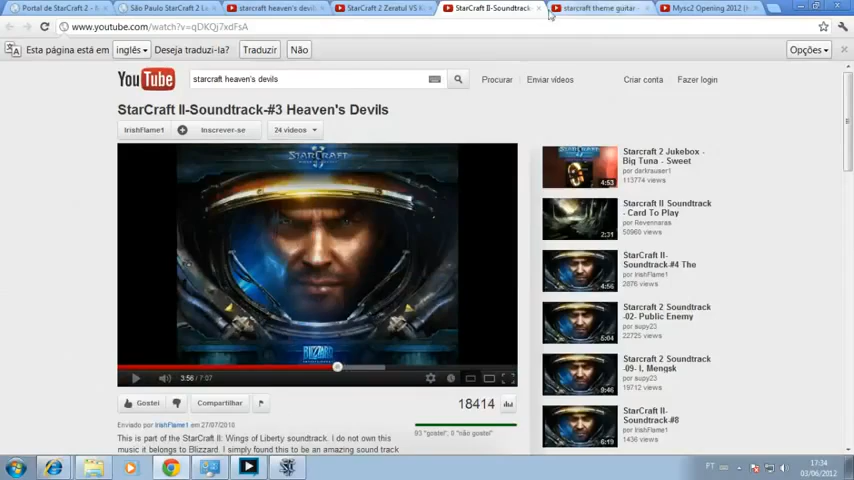 Portal de StarCraft 2 - N
São Paulo StarCraft 2 L
starcraft heaven's devils
StarCraft 2 Zeratul VS K
StarCraft II-Soundtrack-
starcraft theme guitar -
Mysc2 Opening 2012 [H
www.youtube.com/watch?v=qDKQj7xdFsA
Esta página está em inglês Deseja traduzi-la? Traduzir Não Opções
YouTube starcraft heaven's devils Procurar Enviar vídeos Criar conta Fazer login
StarCraft II-Soundtrack-#3 Heaven's Devils
IrishFlame1 Inscrever-se 24 vídeos
STARCRAFT
BLIZZARD
3:56 / 7:07
Gostei Compartilhar 18414
Enviado por IrishFlame1 em 27/07/2010
93 "gostei", 0 "não gostei"
This is part of the StarCraft II: Wings of Liberty soundtrack. I do not own this
music it belongs to Blizzard. I simply found this to be an amazing sound track
4:53
Starcraft 2 Jukebox -
Big Tuna - Sweet
por darkrauser1
113774 views
2:31
Starcraft II Soundtrack
- Card To Play
por Revennaras
50960 views
4:56
StarCraft II-
Soundtrack-#4 The
por IrishFlame1
2876 views
5:04
Starcraft 2 Soundtrack
-02- Public Enemy
por supy23
22725 views
9:46
Starcraft 2 Soundtrack
-09- I, Mengsk
por supy23
19712 views
6:19
StarCraft II-
Soundtrack-#8
1436 views
PT
17:34
03/06/2012